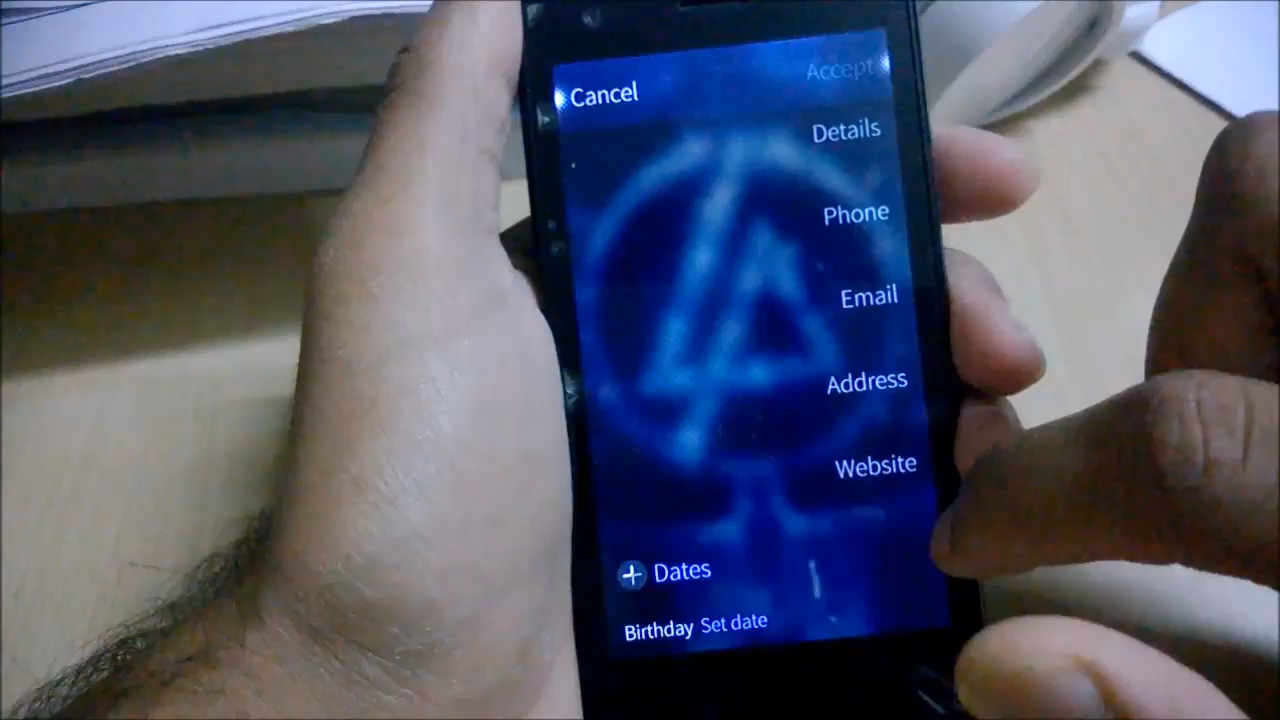 Accept
Cancel
Details
Phone
Email
Address
Website
Dates
Birthday Set date